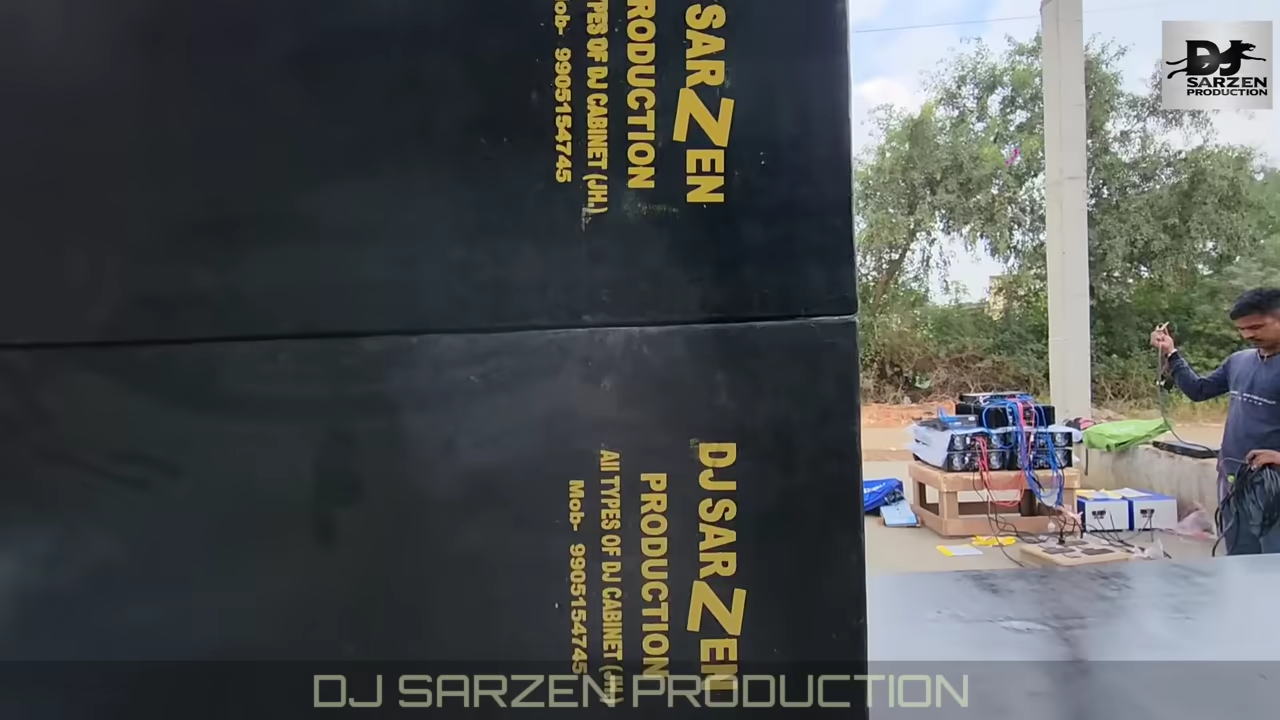 SARZEN
PRODUCTION
TYPES OF DJ CABINET (JH.)
Mob- 9905154745
DJ SARZEN
PRODUCTION
All TYPES OF DJ CABINET (JH.)
Mob- 9905154745
DJ
SARZEN
PRODUCTION
DJ SARZEN PRODUCTION